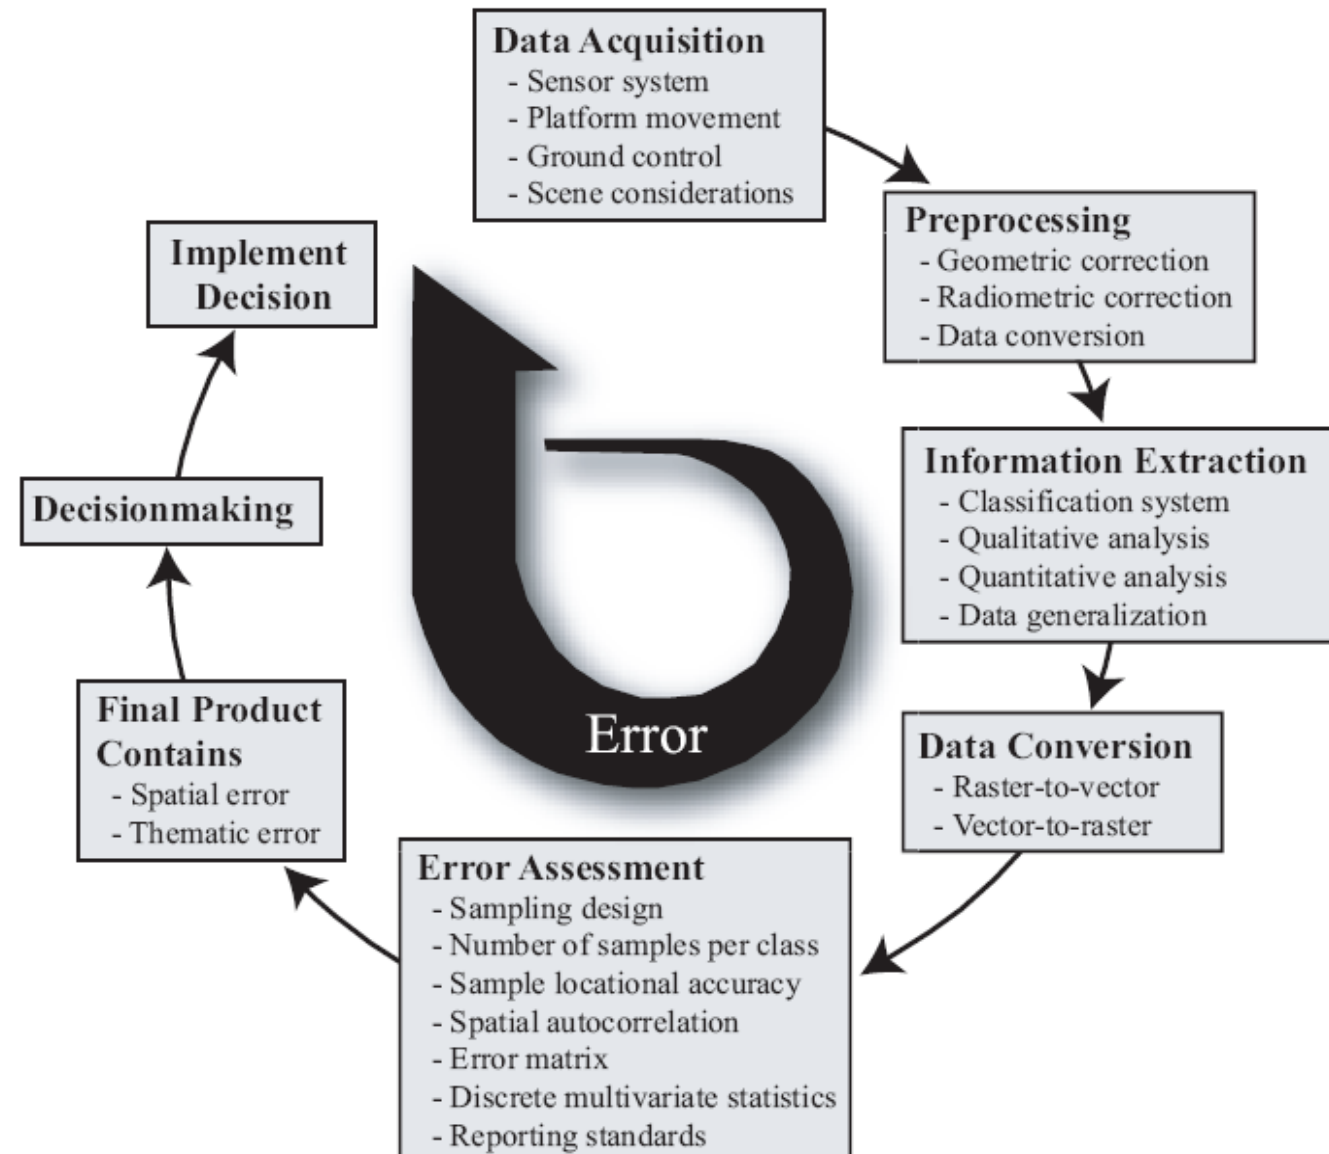 Data Acquisition
- Sensor system
- Platform movement
- Ground control
- Scene considerations
Preprocessing
- Geometric correction
- Radiometric correction
- Data conversion
Information Extraction
- Classification system
- Qualitative analysis
- Quantitative analysis
- Data generalization
Data Conversion
- Raster-to-vector
- Vector-to-raster
Error Assessment
- Sampling design
- Number of samples per class
- Sample locational accuracy
- Spatial autocorrelation
- Error matrix
- Discrete multivariate statistics
- Reporting standards
Final Product
Contains
- Spatial error
- Thematic error
Decisionmaking
Implement
Decision
Error